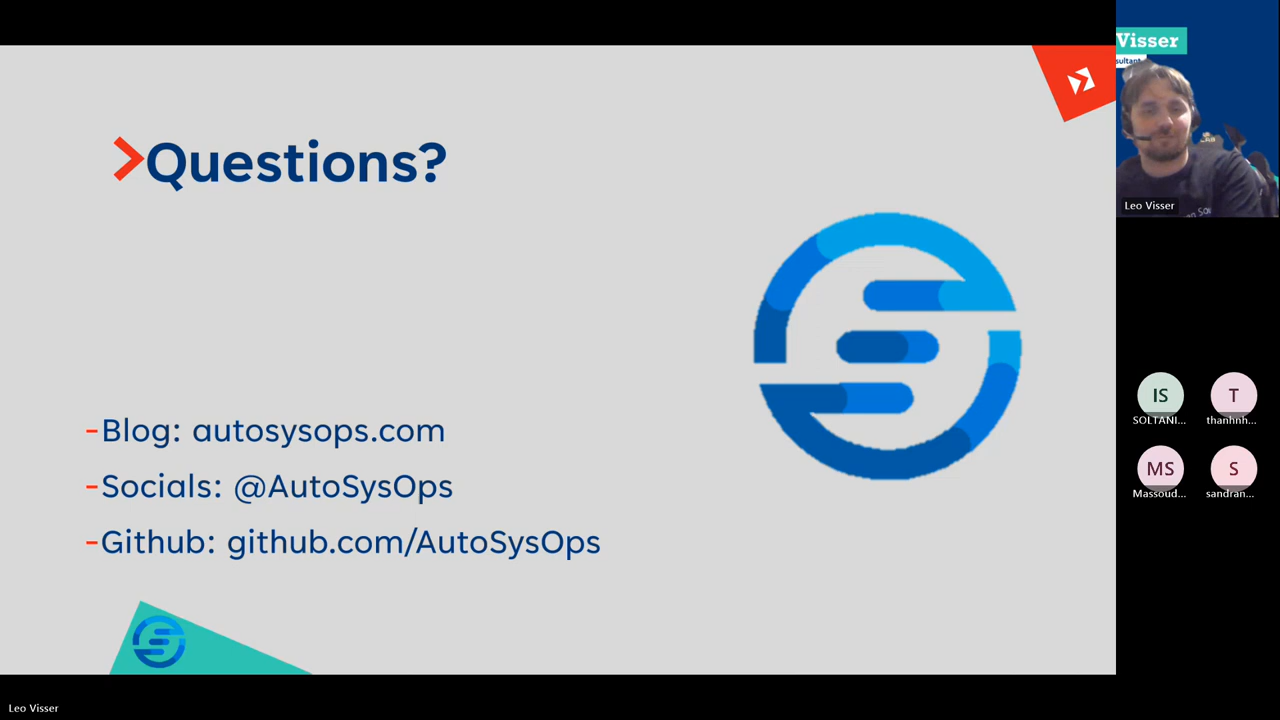 >Questions?
-Blog: autosysops.com
-Socials: @AutoSysOps
-Github: github.com/AutoSysOps
Visser
sultant
Leo Visser
IS
SOLTANI...
T
thanhnh...
MS
Massoud...
S
sandran...
Leo Visser